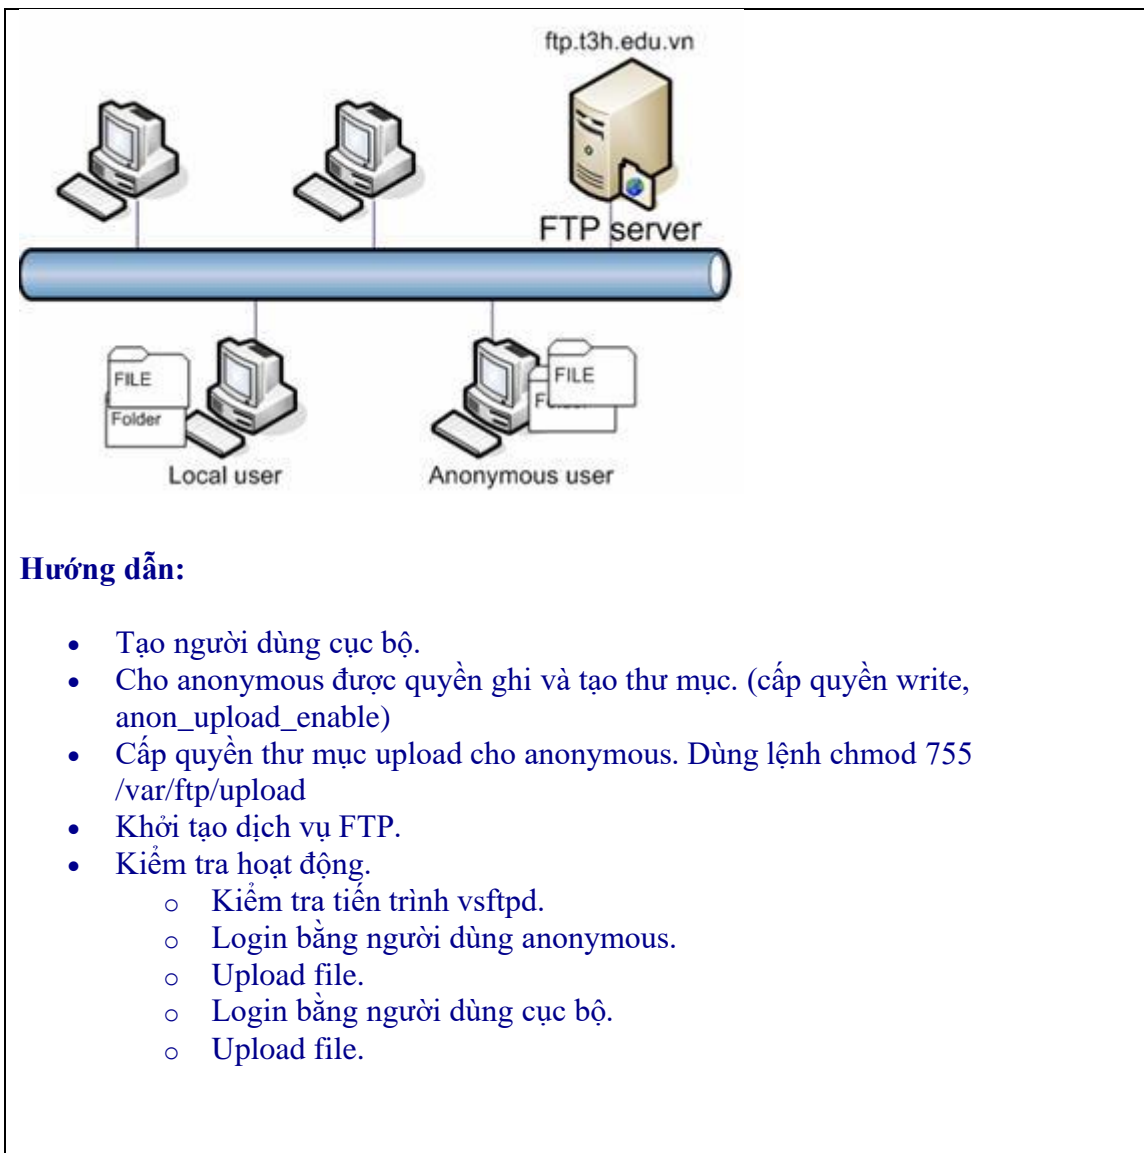 ftp.t3h.edu.vn
FTP server
FILE
Folder
Local user
FILE
Anonymous user
Hướng dẫn:
• Tạo người dùng cục bộ.
• Cho anonymous được quyền ghi và tạo thư mục. (cấp quyền write,
anon_upload_enable)
• Cấp quyền thư mục upload cho anonymous. Dùng lệnh chmod 755
/var/ftp/upload
• Khởi tạo dịch vụ FTP.
• Kiểm tra hoạt động.
o Kiểm tra tiến trình vsftpd.
o Login bằng người dùng anonymous.
o Upload file.
o Login bằng người dùng cục bộ.
o Upload file.